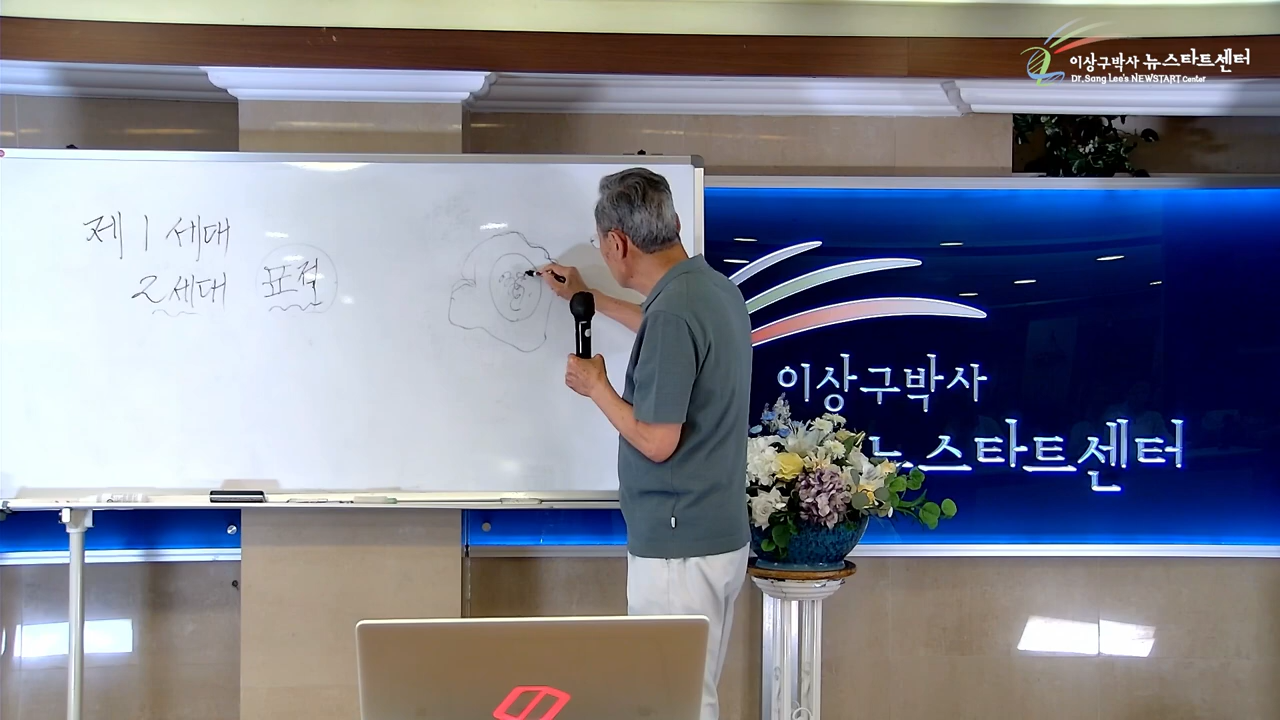 이상구박사 뉴스타트센터
Dr. Sang Lee's NEWSTART Center
제 1 세대
2 세대 표적
이상구박사
뉴스타트센터